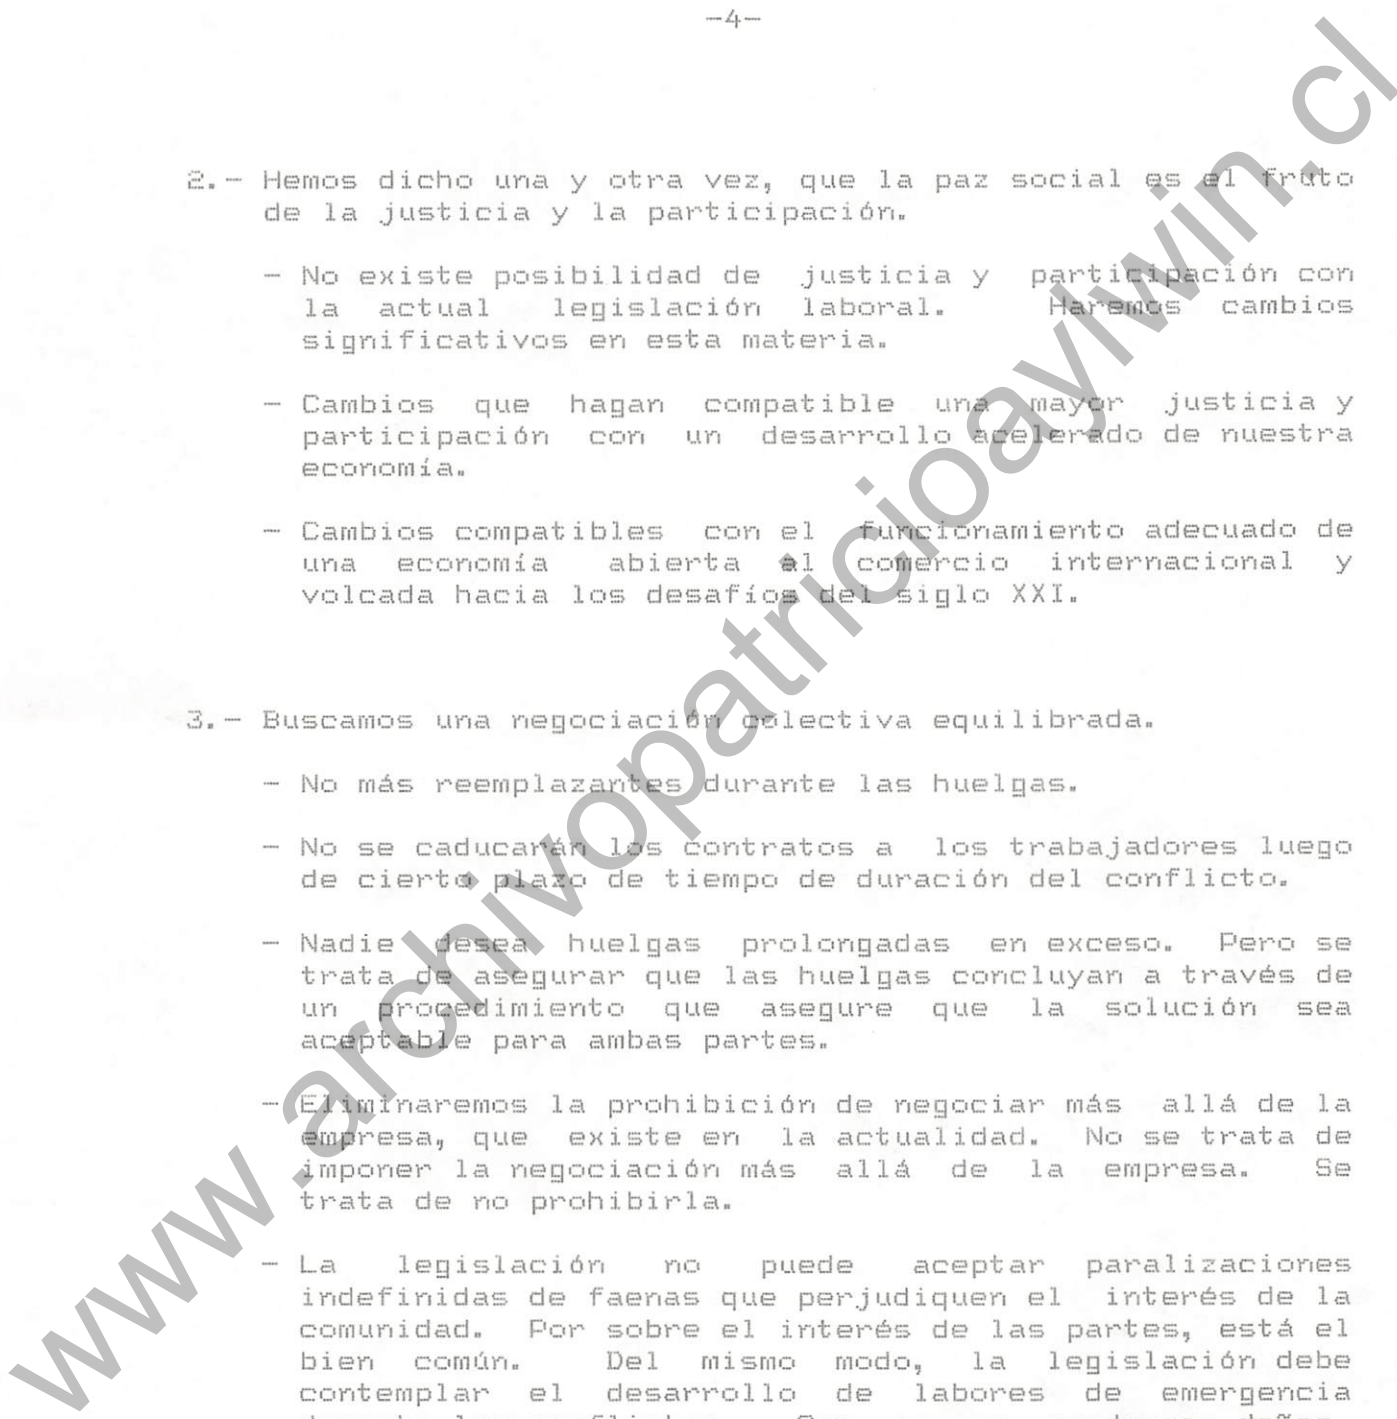 -4-
2.- Hemos dicho una y otra vez, que la paz social es el fruto
de la justicia y la participación.
- No existe posibilidad de justicia y participación con
la actual legislación laboral. Haremos cambios
significativos en esta materia.
- Cambios que hagan compatible una mayor justicia y
participación con un desarrollo acelerado de nuestra
economía.
- Cambios compatibles con el funcionamiento adecuado de
una economía abierta al comercio internacional y
volcada hacia los desafíos del siglo XXI.
3.- Buscamos una negociación colectiva equilibrada.
- No más reemplazantes durante las huelgas.
- No se caducarán los contratos a los trabajadores luego
de cierto plazo de tiempo de duración del conflicto.
- Nadie desea huelgas prolongadas en exceso. Pero se
trata de asegurar que las huelgas concluyan a través de
un procedimiento que asegure que la solución sea
aceptable para ambas partes.
- Eliminaremos la prohibición de negociar más allá de la
empresa, que existe en la actualidad. No se trata de
imponer la negociación más allá de la empresa. Se
trata de no prohibirla.
- La legislación no puede aceptar paralizaciones
indefinidas de faenas que perjudiquen el interés de la
comunidad. Por sobre el interés de las partes, está el
bien común. Del mismo modo, la legislación debe
contemplar el desarrollo de labores de emergencia
www.archivopatricioaylwin.cl